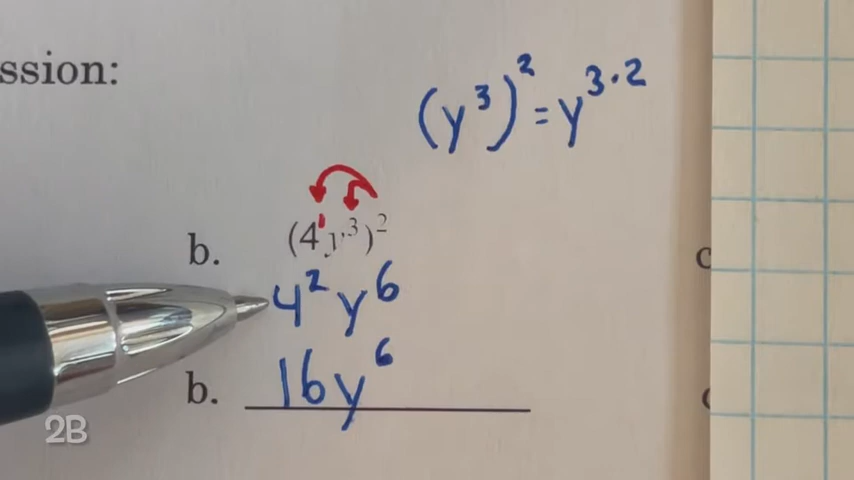 ssion:
(y³)² = y³·²
b. (4¹y³)²
4²y⁶
b. 16y⁶
2B